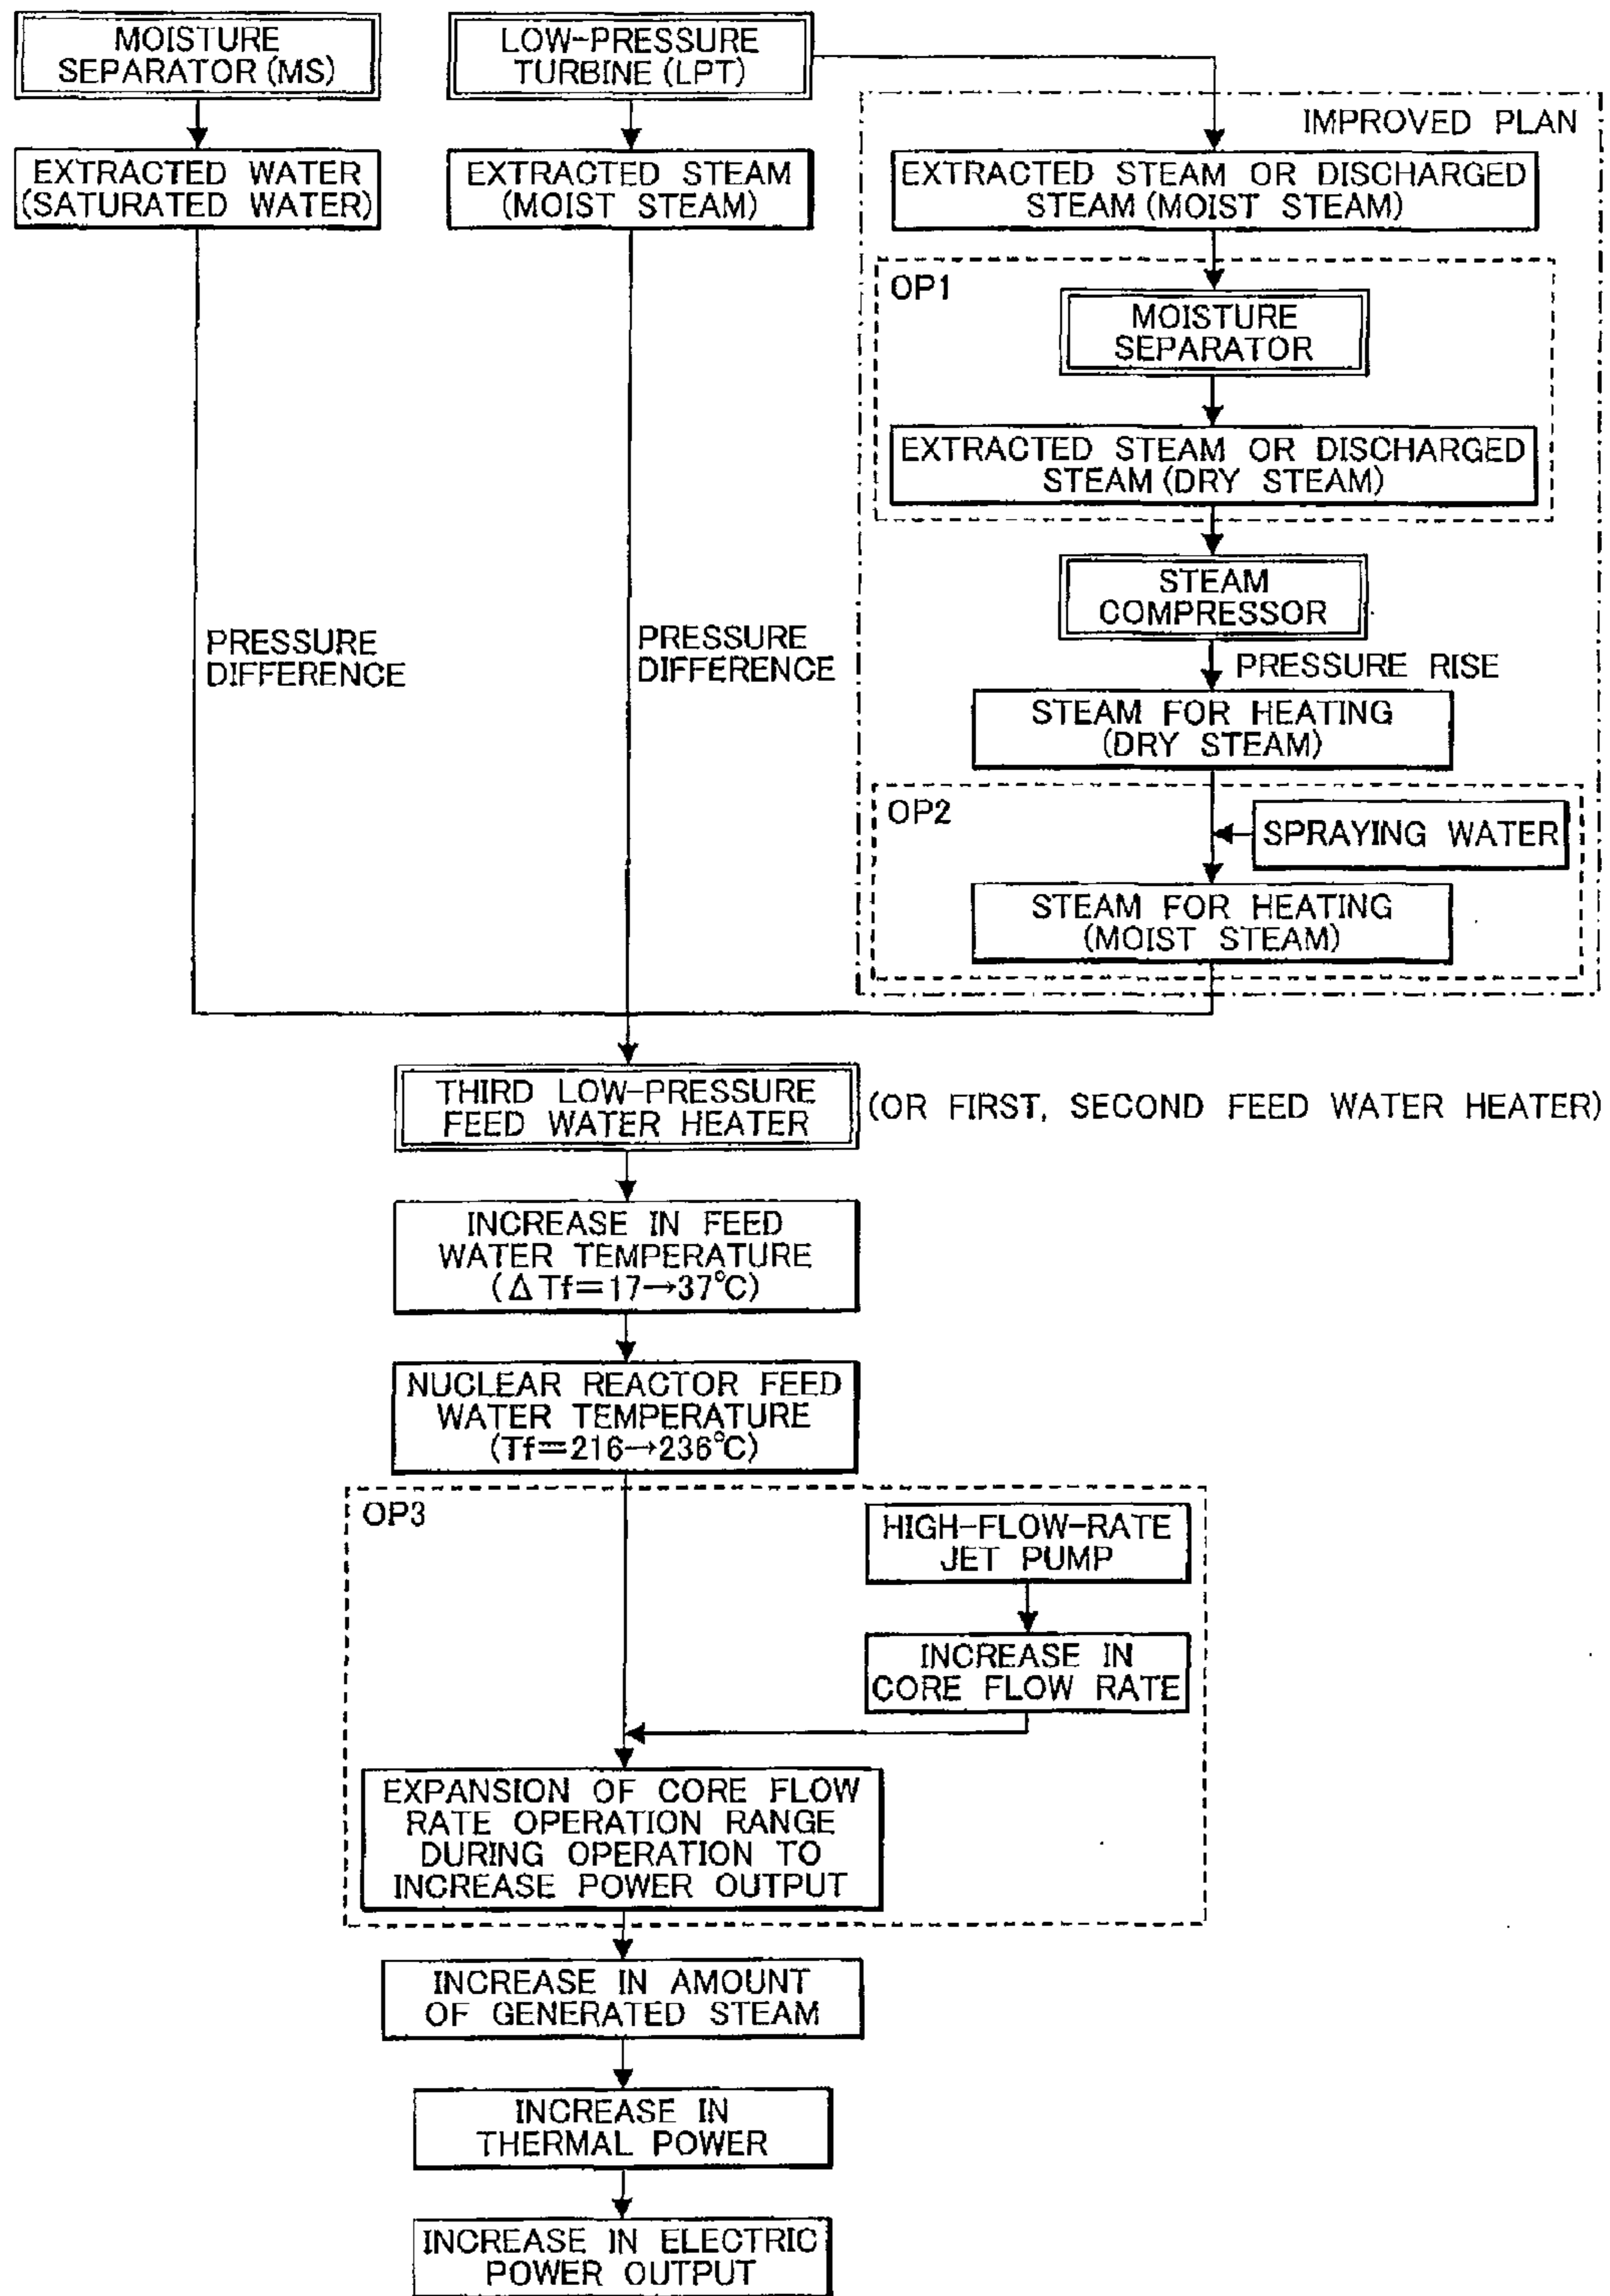 MOISTURE
SEPARATOR (MS)
LOW-PRESSURE
TURBINE (LPT)
IMPROVED PLAN
EXTRACTED WATER
(SATURATED WATER)
EXTRACTED STEAM
(MOIST STEAM)
EXTRACTED STEAM OR DISCHARGED
STEAM (MOIST STEAM)
OP1
MOISTURE
SEPARATOR
EXTRACTED STEAM OR DISCHARGED
STEAM (DRY STEAM)
STEAM
COMPRESSOR
PRESSURE
DIFFERENCE
PRESSURE
DIFFERENCE
PRESSURE RISE
STEAM FOR HEATING
(DRY STEAM)
OP2
SPRAYING WATER
STEAM FOR HEATING
(MOIST STEAM)
THIRD LOW-PRESSURE
FEED WATER HEATER
(OR FIRST, SECOND FEED WATER HEATER)
INCREASE IN FEED
WATER TEMPERATURE
(ΔTf=17→37°C)
NUCLEAR REACTOR FEED
WATER TEMPERATURE
(Tf=216→236°C)
OP3
HIGH-FLOW-RATE
JET PUMP
INCREASE IN
CORE FLOW RATE
EXPANSION OF CORE FLOW
RATE OPERATION RANGE
DURING OPERATION TO
INCREASE POWER OUTPUT
INCREASE IN AMOUNT
OF GENERATED STEAM
INCREASE IN
THERMAL POWER
INCREASE IN ELECTRIC
POWER OUTPUT